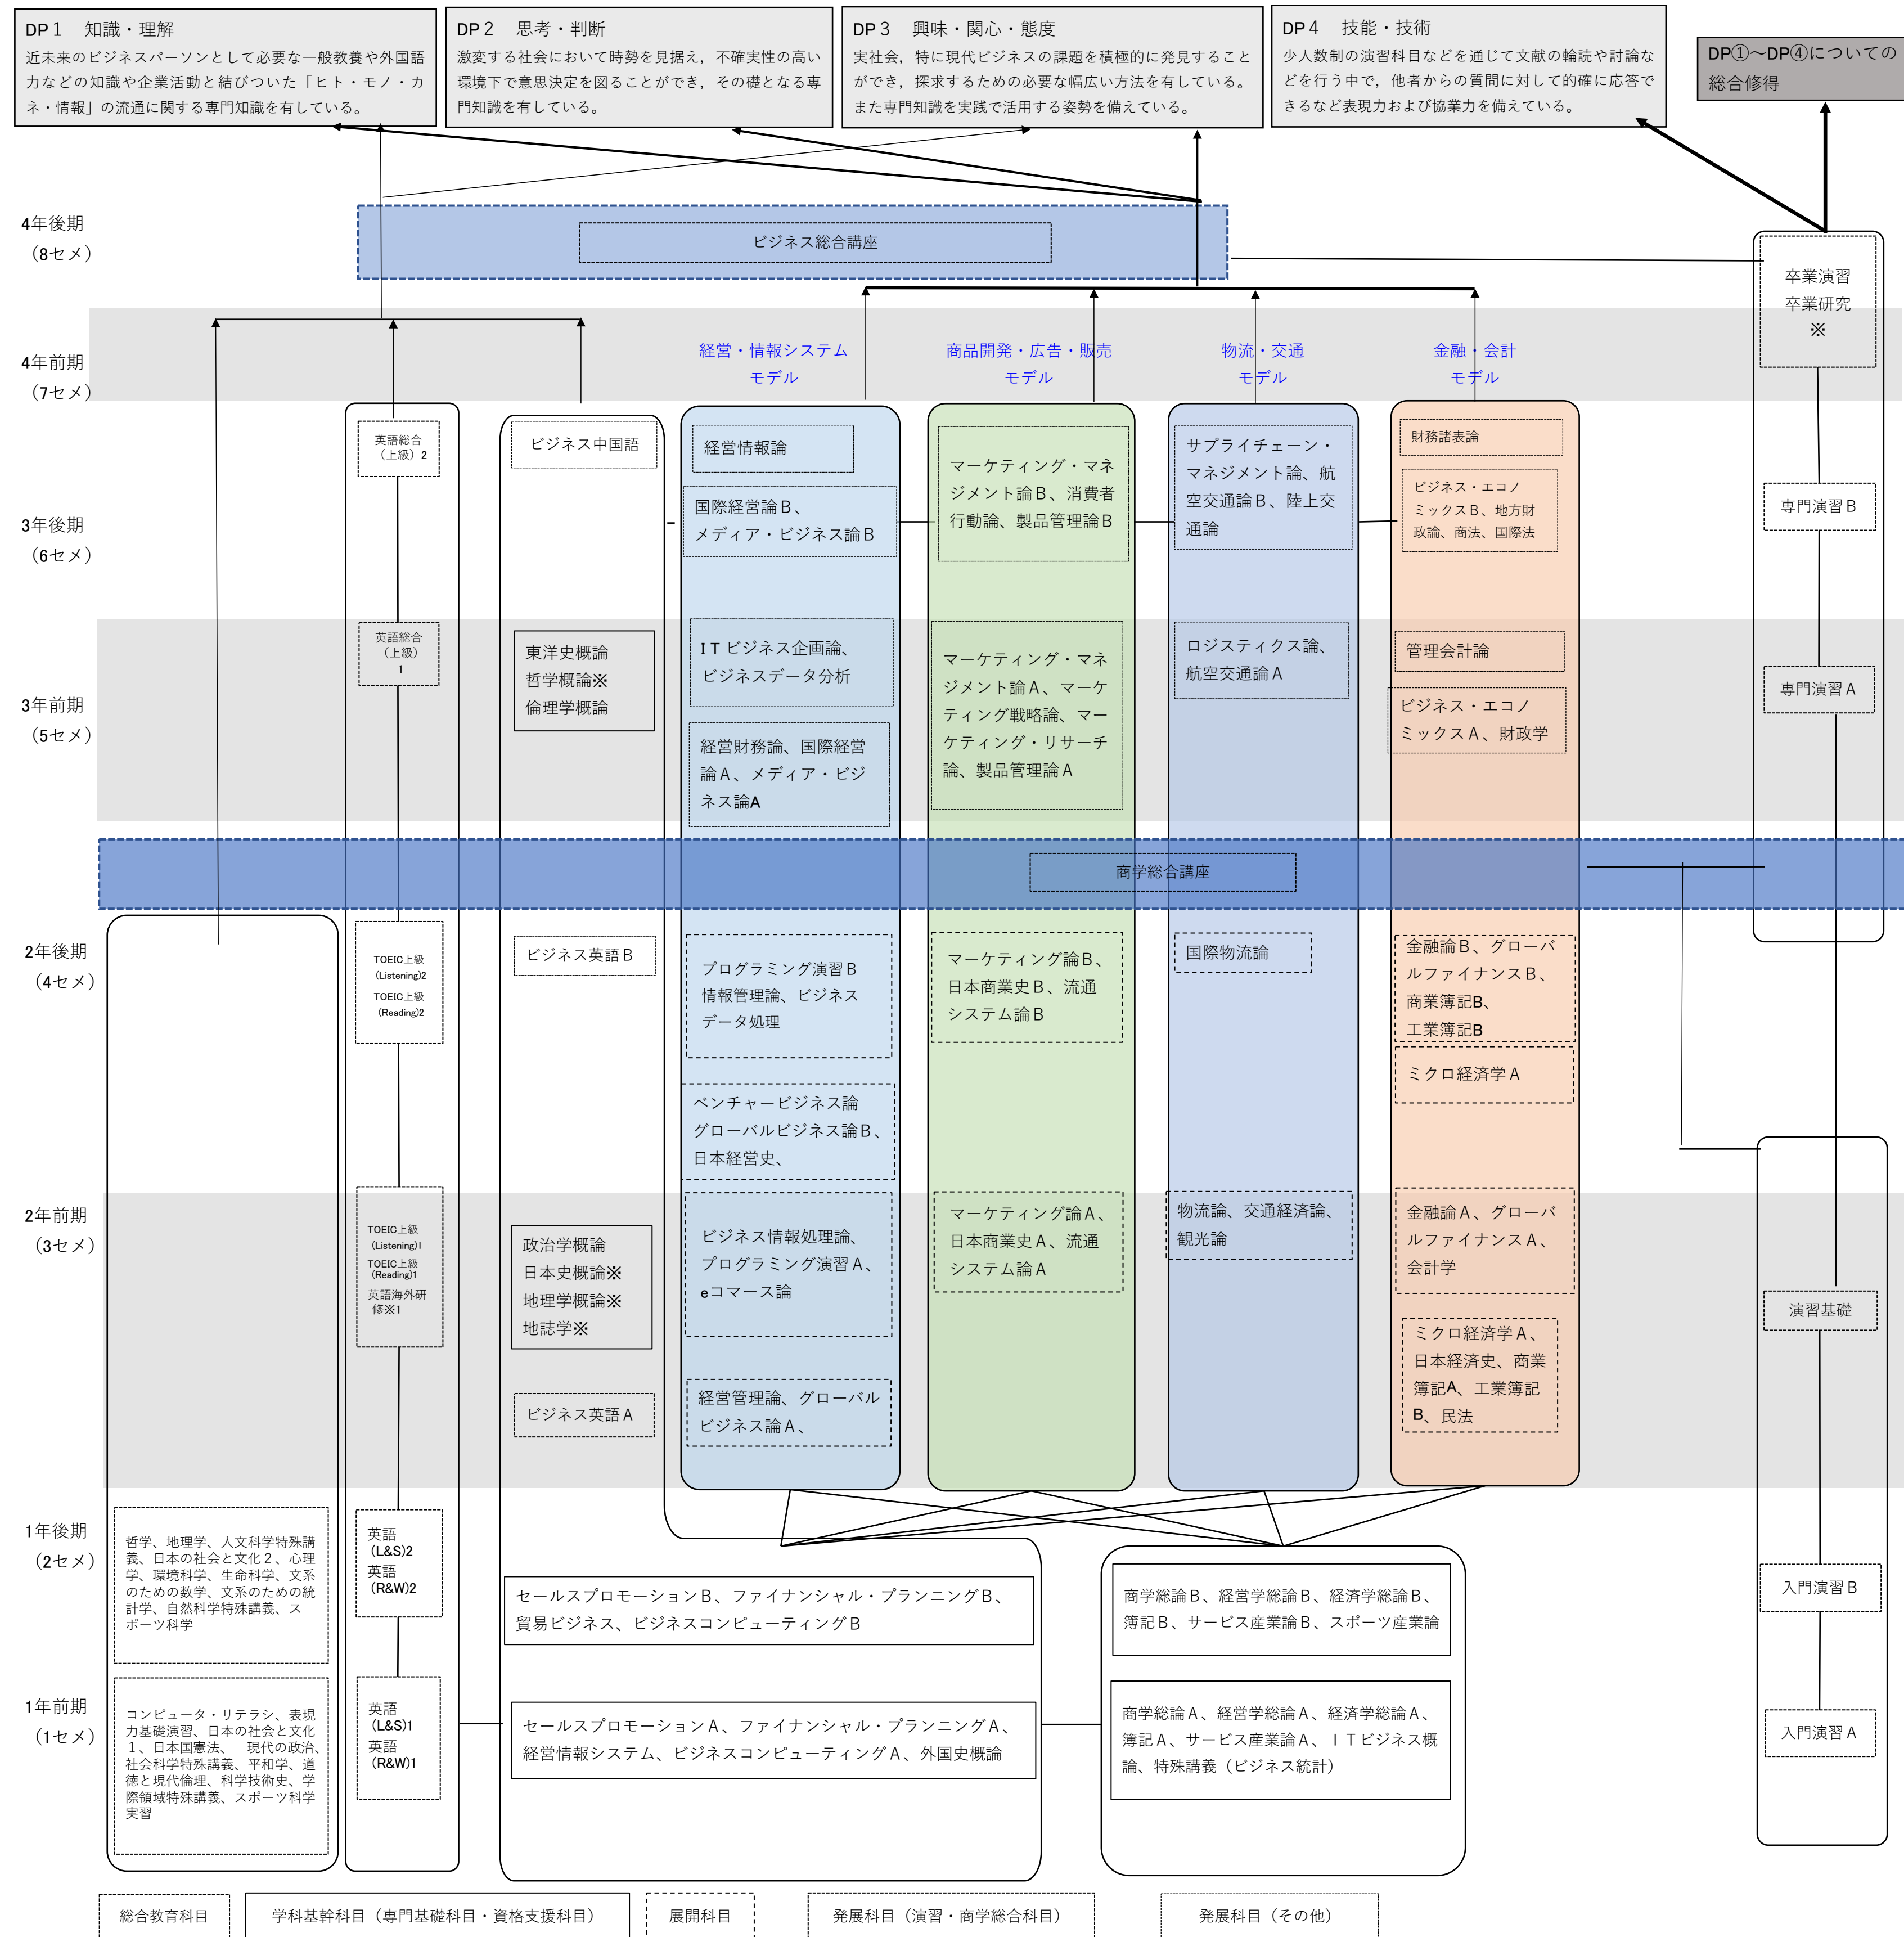 DP１　知識・理解
近未来のビジネスパーソンとして必要な一般教養や外国語
力などの知識や企業活動と結びついた「ヒト・モノ・カ
ネ・情報」の流通に関する専門知識を有している。
DP２　思考・判断
激変する社会において時勢を見据え，不確実性の高い
環境下で意思決定を図ることができ，その礎となる専
門知識を有している。
DP３　興味・関心・態度
実社会，特に現代ビジネスの課題を積極的に発見すること
ができ，探求するための必要な幅広い方法を有している。
また専門知識を実践で活用する姿勢を備えている。
DP４　技能・技術
少人数制の演習科目などを通じて文献の輪読や討論な
どを行う中で，他者からの質問に対して的確に応答で
きるなど表現力および協業力を備えている。
DP①～DP④についての
総合修得
4年後期
（8セメ）
ビジネス総合講座
卒業演習
卒業研究
※
4年前期
（7セメ）
経営・情報システム
モデル
商品開発・広告・販売
モデル
物流・交通
モデル
金融・会計
モデル
3年後期
（6セメ）
英語総合
（上級）2
ビジネス中国語
経営情報論
国際経営論Ｂ、
メディア・ビジネス論Ｂ
マーケティング・マネ
ジメント論Ｂ、消費者
行動論、製品管理論Ｂ
サプライチェーン・
マネジメント論、航
空交通論Ｂ、陸上交
通論
財務諸表論
ビジネス・エコノ
ミックスＢ、地方財
政論、商法、国際法
専門演習Ｂ
3年前期
（5セメ）
英語総合
（上級）
1
東洋史概論
哲学概論※
倫理学概論
ＩＴビジネス企画論、
ビジネスデータ分析
経営財務論、国際経営
論Ａ、メディア・ビジ
ネス論A
マーケティング・マネ
ジメント論Ａ、マーケ
ティング戦略論、マー
ケティング・リサーチ
論、製品管理論Ａ
ロジスティクス論、
航空交通論Ａ
管理会計論
ビジネス・エコノ
ミックスＡ、財政学
専門演習Ａ
商学総合講座
2年後期
（4セメ）
TOEIC上級
(Listening)2
TOEIC上級
(Reading)2
ビジネス英語Ｂ
プログラミング演習Ｂ
情報管理論、ビジネス
データ処理
ベンチャービジネス論
グローバルビジネス論Ｂ、
日本経営史、
マーケティング論Ｂ、
日本商業史Ｂ、流通
システム論Ｂ
国際物流論
金融論Ｂ、グローバ
ルファイナンスＢ、
商業簿記B、
工業簿記B
ミクロ経済学Ａ
2年前期
（3セメ）
TOEIC上級
(Listening)1
TOEIC上級
(Reading)1
英語海外研
修※1
政治学概論
日本史概論※
地理学概論※
地誌学※
ビジネス英語Ａ
ビジネス情報処理論、
プログラミング演習Ａ、
eコマース論
経営管理論、グローバル
ビジネス論Ａ、
マーケティング論Ａ、
日本商業史Ａ、流通
システム論Ａ
物流論、交通経済論、
観光論
金融論Ａ、グローバ
ルファイナンスＡ、
会計学
ミクロ経済学Ａ、
日本経済史、商業
簿記A、工業簿記
B、民法
演習基礎
1年後期
（2セメ）
哲学、地理学、人文科学特殊講
義、日本の社会と文化２、心理
学、環境科学、生命科学、文系
のための数学、文系のための統
計学、自然科学特殊講義、ス
ポーツ科学
英語
(L&S)2
英語
(R&W)2
セールスプロモーションＢ、ファイナンシャル・プランニングＢ、
貿易ビジネス、ビジネスコンピューティングＢ
商学総論Ｂ、経営学総論Ｂ、経済学総論Ｂ、
簿記Ｂ、サービス産業論Ｂ、スポーツ産業論
入門演習Ｂ
1年前期
（1セメ）
コンピュータ・リテラシ、表現
力基礎演習、日本の社会と文化
１、日本国憲法、　現代の政治、
社会科学特殊講義、平和学、道
徳と現代倫理、科学技術史、学
際領域特殊講義、スポーツ科学
実習
英語
(L&S)1
英語
(R&W)1
セールスプロモーションＡ、ファイナンシャル・プランニングＡ、
経営情報システム、ビジネスコンピューティングＡ、外国史概論
商学総論Ａ、経営学総論Ａ、経済学総論Ａ、
簿記Ａ、サービス産業論Ａ、ＩＴビジネス概
論、特殊講義（ビジネス統計）
入門演習Ａ
総合教育科目
学科基幹科目（専門基礎科目・資格支援科目）
展開科目
発展科目（演習・商学総合科目）
発展科目（その他）